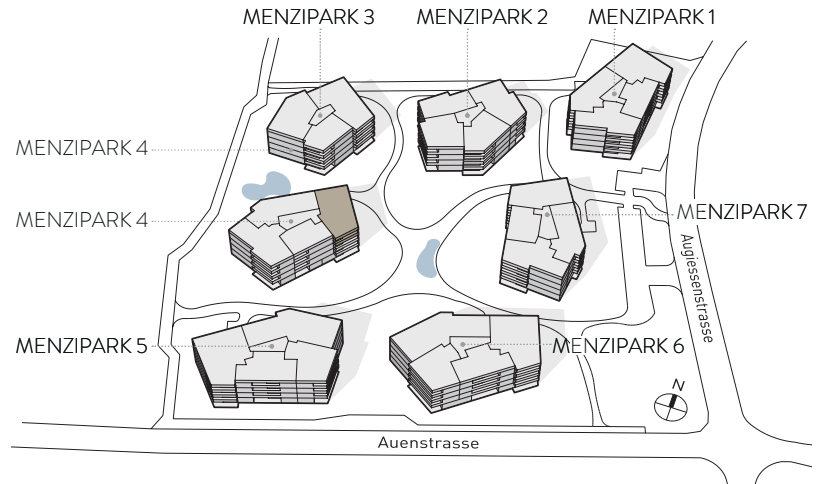 MENZIPARK 3
MENZIPARK 2
MENZIPARK 1
MENZIPARK 4
MENZIPARK 4
MENZIPARK 7
Augiessenstrasse
MENZIPARK 5
MENZIPARK 6
N
Auenstrasse